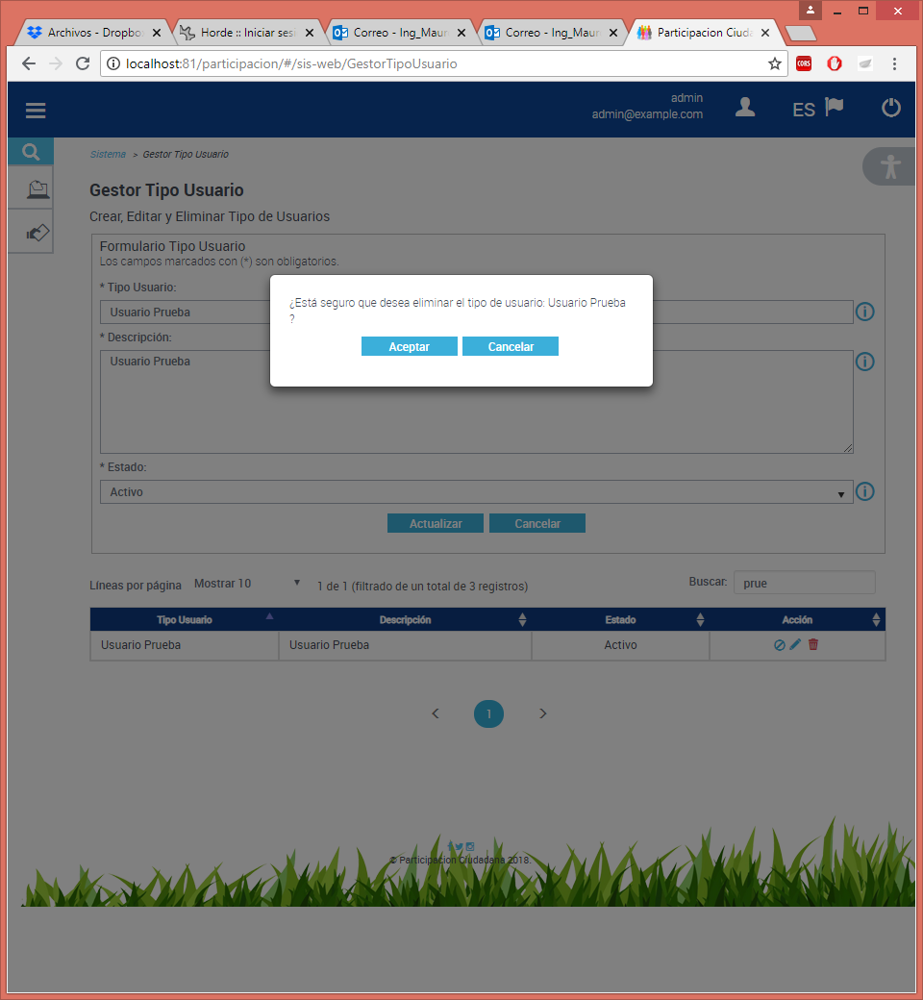 Archivos - Dropbo
Horde :: Iniciar sesi
Correo - Ing_Maur
Correo - Ing_Maur
Participacion Ciuda
localhost:81/participacion/#/sis-web/GestorTipoUsuario
CORS
admin
admin@example.com
ES
Sistema > Gestor Tipo Usuario
Gestor Tipo Usuario
Crear, Editar y Eliminar Tipo de Usuarios
Formulario Tipo Usuario
Los campos marcados con (*) son obligatorios.
* Tipo Usuario:
Usuario Prueba
¿Está seguro que desea eliminar el tipo de usuario: Usuario Prueba
?
Aceptar Cancelar
* Descripción:
Usuario Prueba
* Estado:
Activo
Actualizar Cancelar
Líneas por página Mostrar 10 1 de 1 (filtrado de un total de 3 registros) Buscar: prue
Tipo Usuario Descripción Estado Acción
Usuario Prueba Usuario Prueba Activo
1
© Participacion Ciudadana 2018.